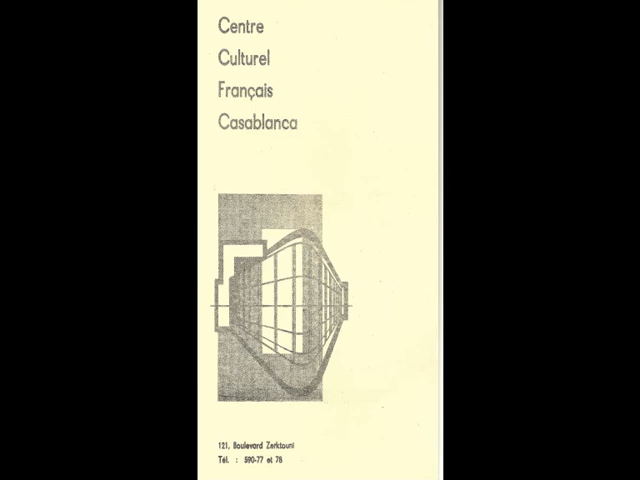 Centre
Culturel
Français
Casablanca
121, Boulevard Zerktouni
Tél. : 590-77 et 78